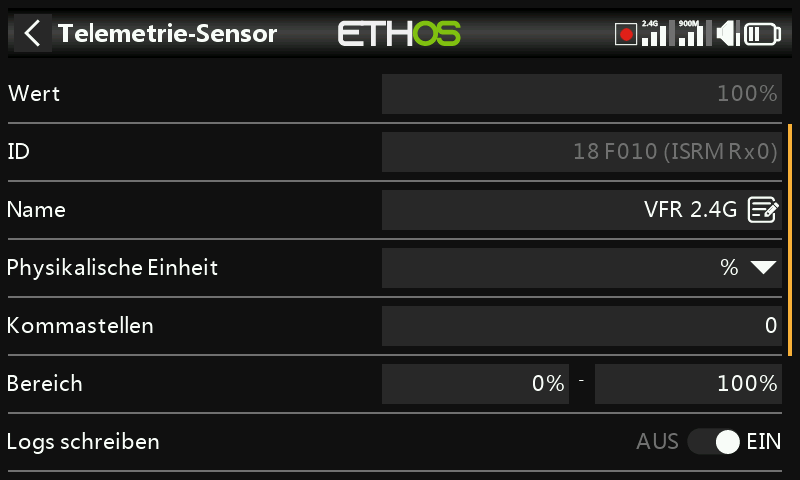 Telemetrie-Sensor ETHOS 2.4G 900M
Wert 100%
ID 18 F010 (ISRM Rx0)
Name VFR 2.4G
Physikalische Einheit %
Kommastellen 0
Bereich 0% - 100%
Logs schreiben AUS EIN